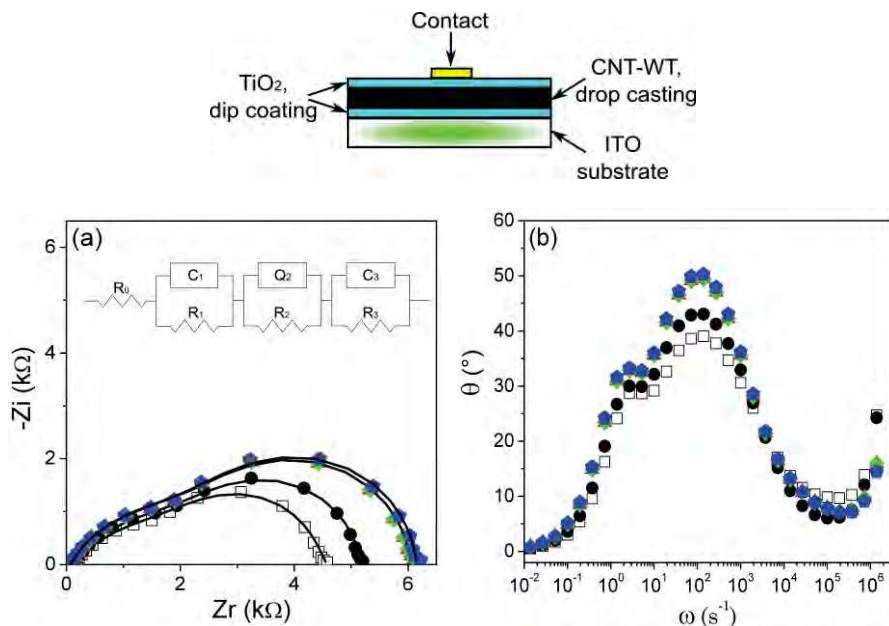 Contact
TiO₂,
dip coating
CNT-WT,
drop casting
ITO
substrate
(a)
C₁ Q₂ C₃
R₀
R₁ R₂ R₃
6
4
2
0
-Zi (kΩ)
0 2 4 6
Zr (kΩ)
(b)
60
50
40
30
20
10
0
θ (°)
10⁻² 10⁻¹ 10⁰ 10¹ 10² 10³ 10⁴ 10⁵ 10⁶
ω (s⁻¹)